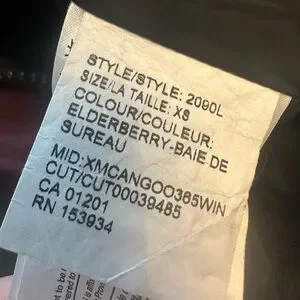 STYLE/STYLE: 2090L
SIZE/LA TAILLE: XS
COLOUR/COULEUR:
ELDERBERRY-BAIE DE
SUREAU
MID:XMCANGOO365WIN
CUT/CUT00039485
CA 01201
RN 153934